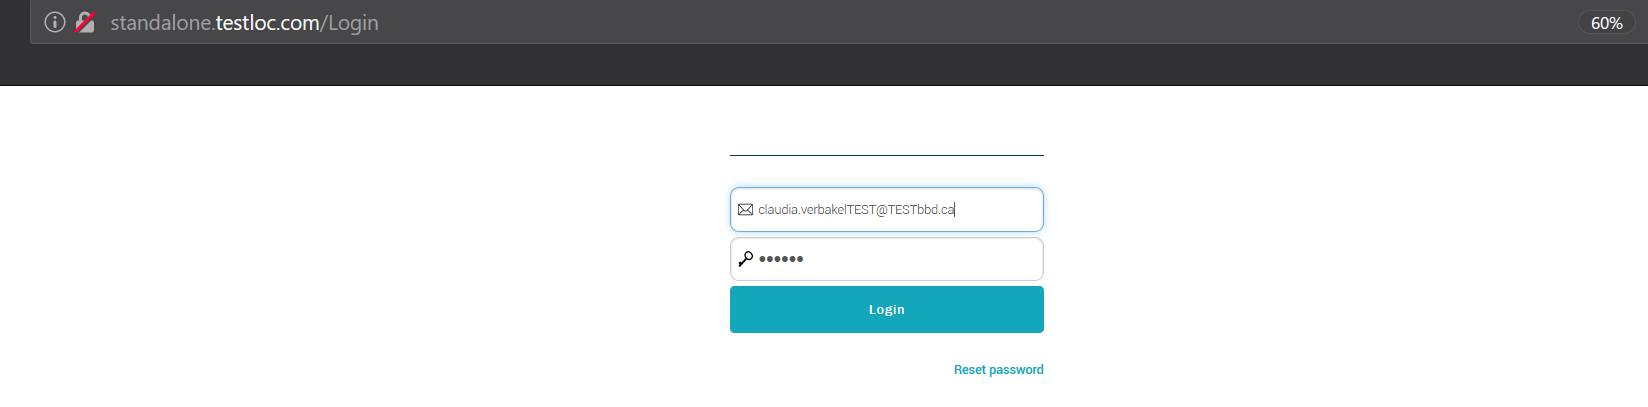 standalone.testloc.com/Login
60%
claudia.verbakelTEST@TESTbbd.ca
••••••
Login
Reset password